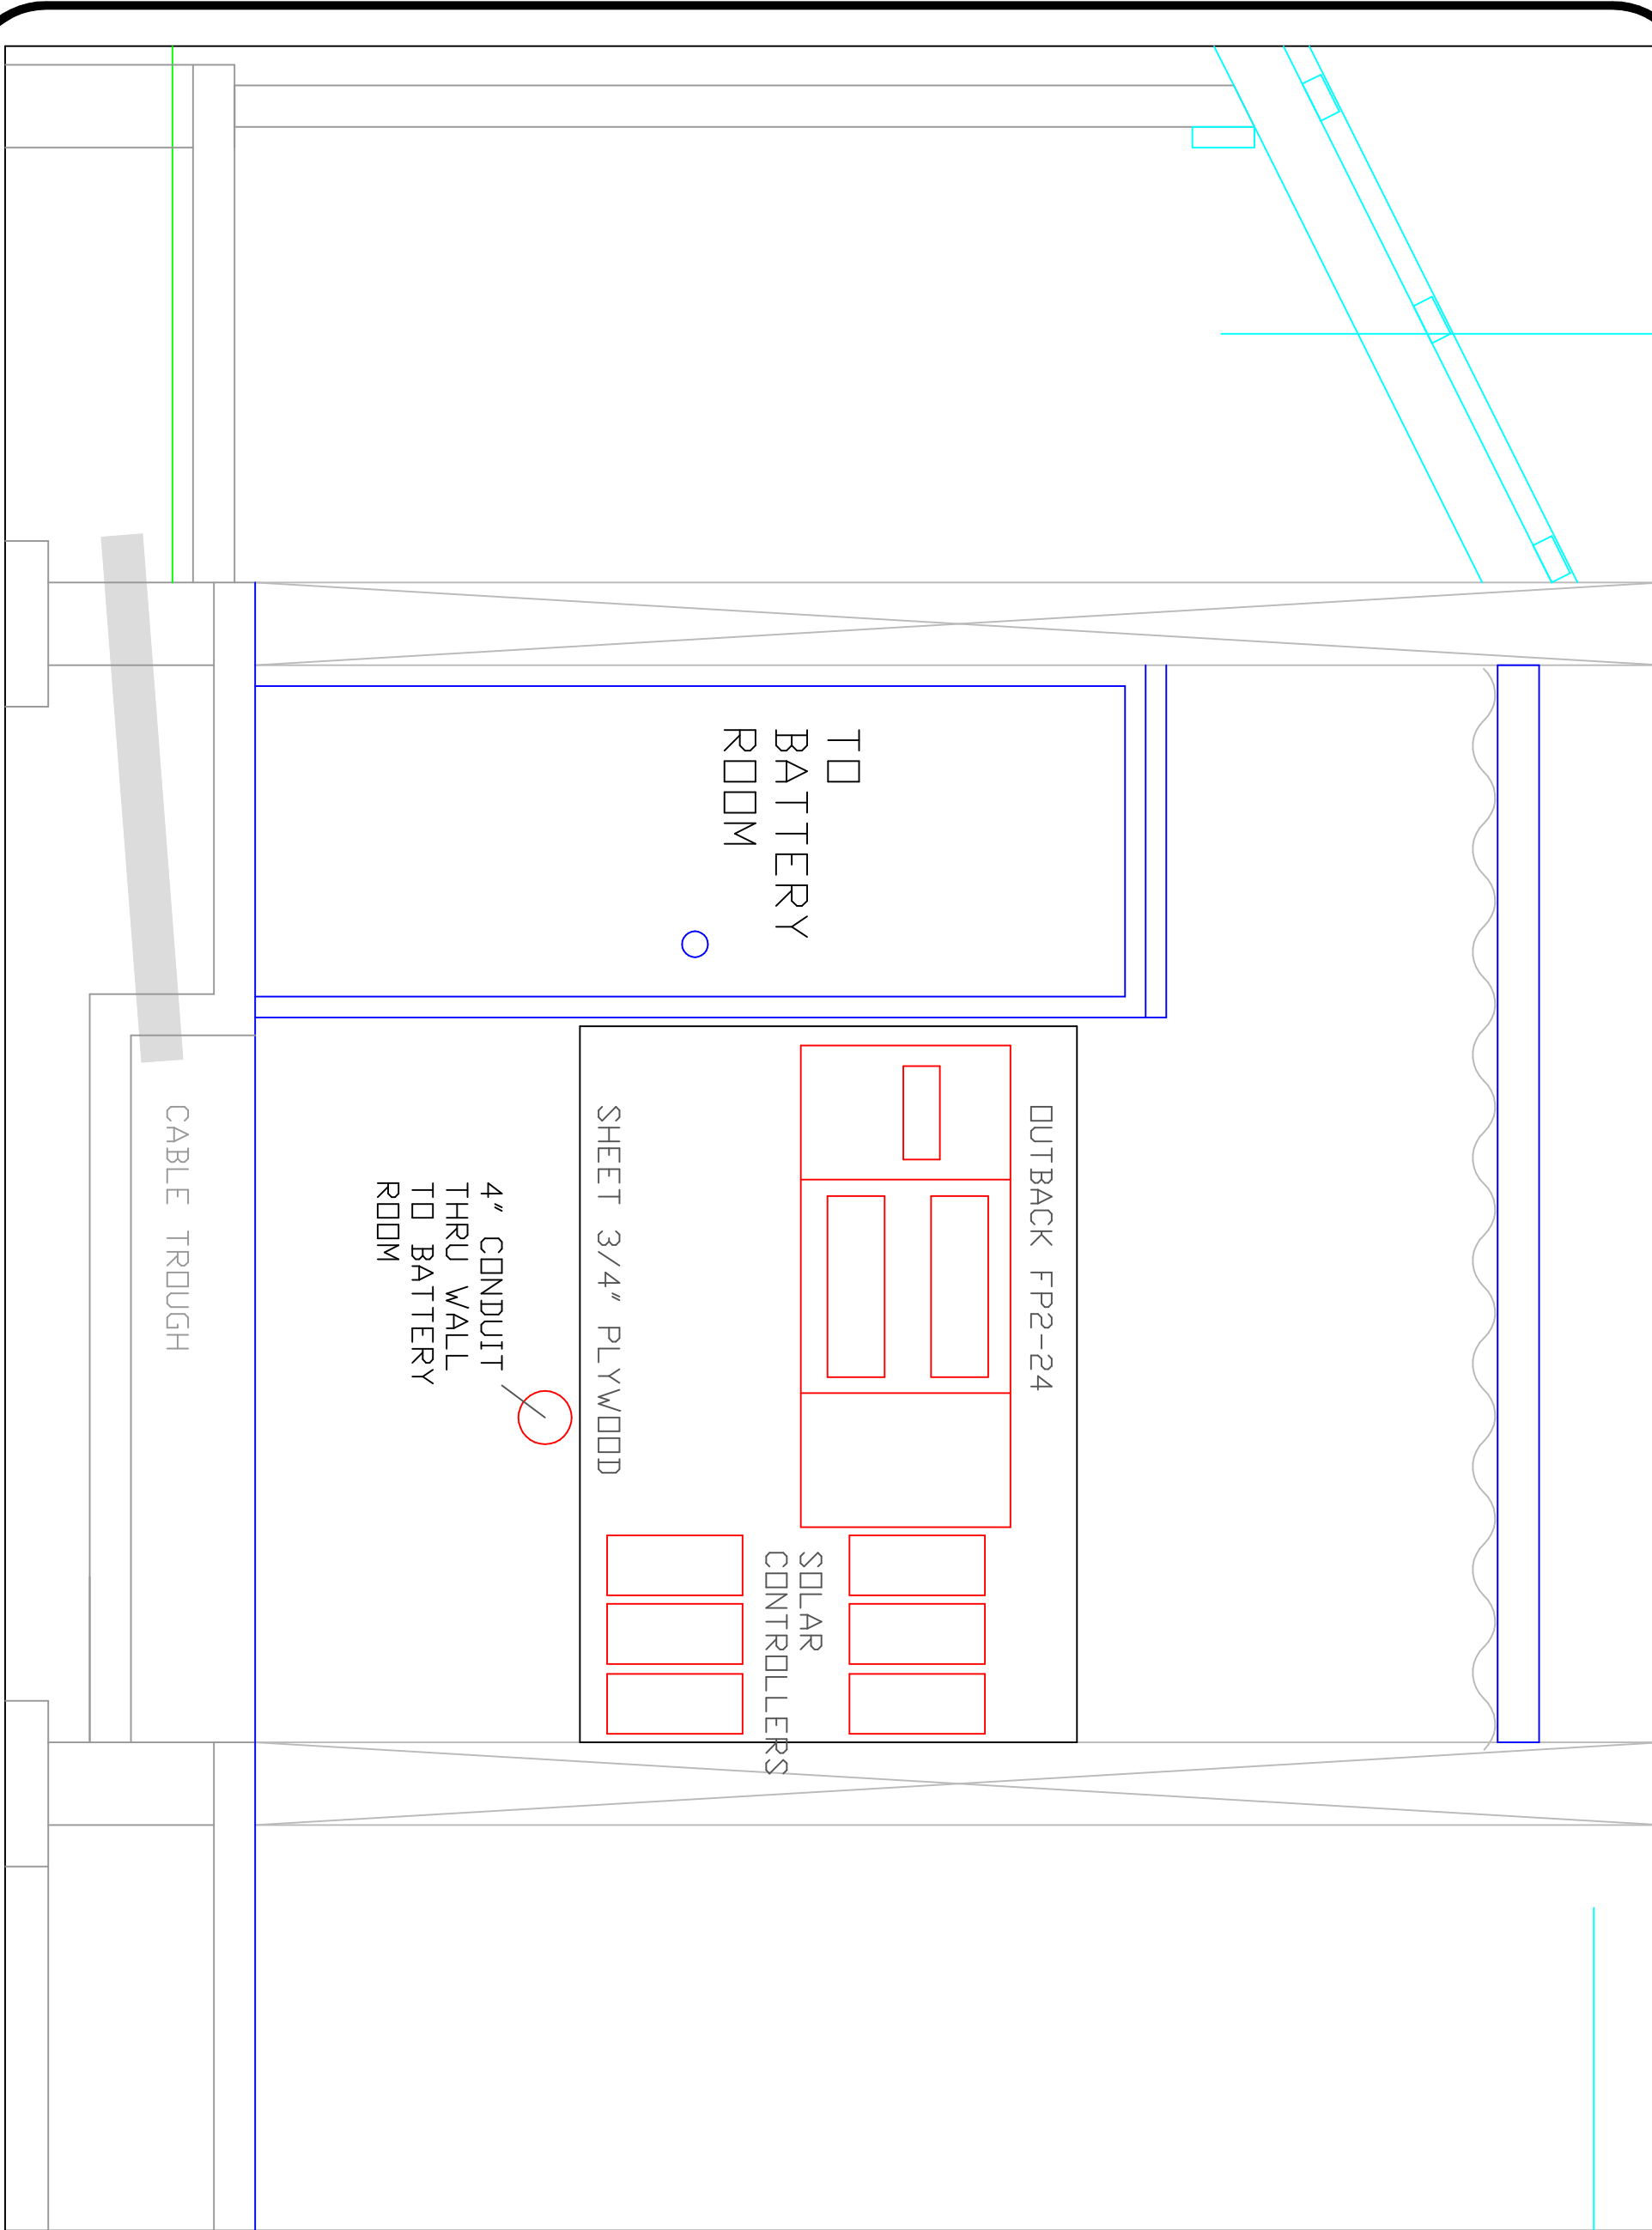 TO
BATTERY
ROOM
OUTBACK FP2-24
SHEET 3/4" PLYWOOD
4" CONDUIT
THRU WALL
TO BATTERY
ROOM
SOLAR
CONTROLLERS
CABLE TROUGH